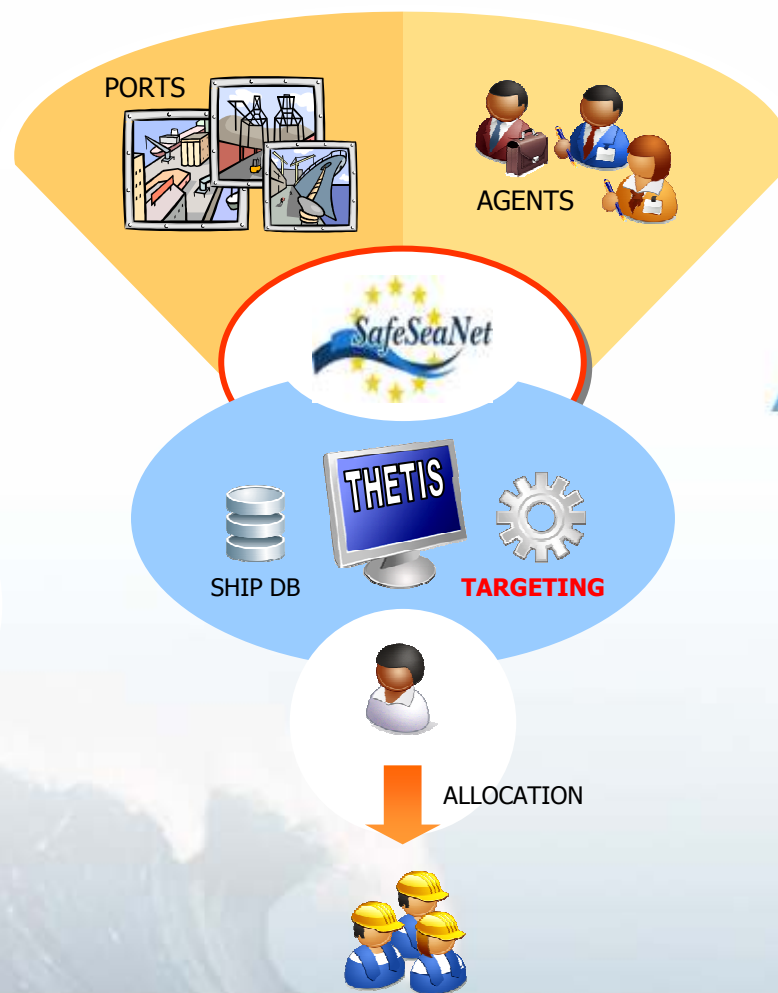 PORTS
AGENTS
SafeSeaNet
THETIS
SHIP DB
TARGETING
ALLOCATION